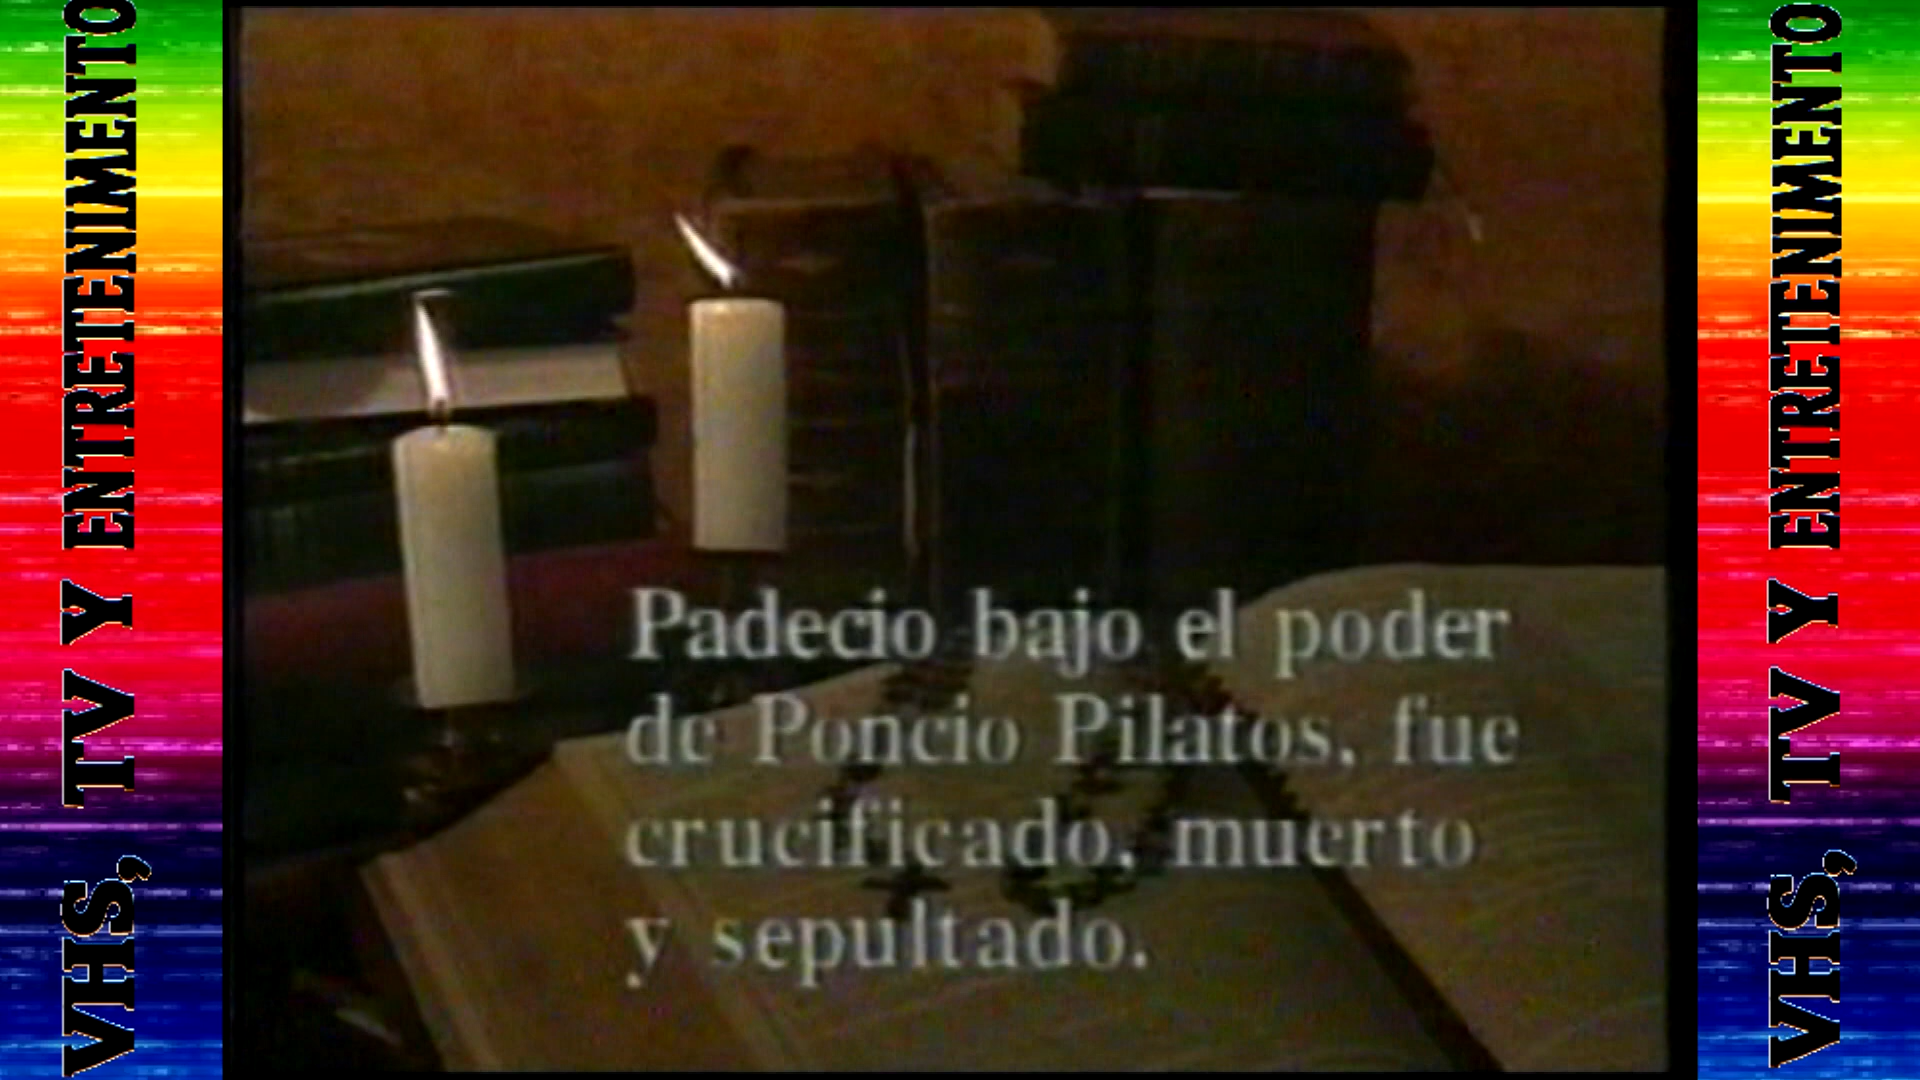 VHS, TV Y ENTRETENIMENTO
Padecio bajo el poder
de Poncio Pilatos, fue
crucificado, muerto
y sepultado.
VHS, TV Y ENTRETENIMENTO